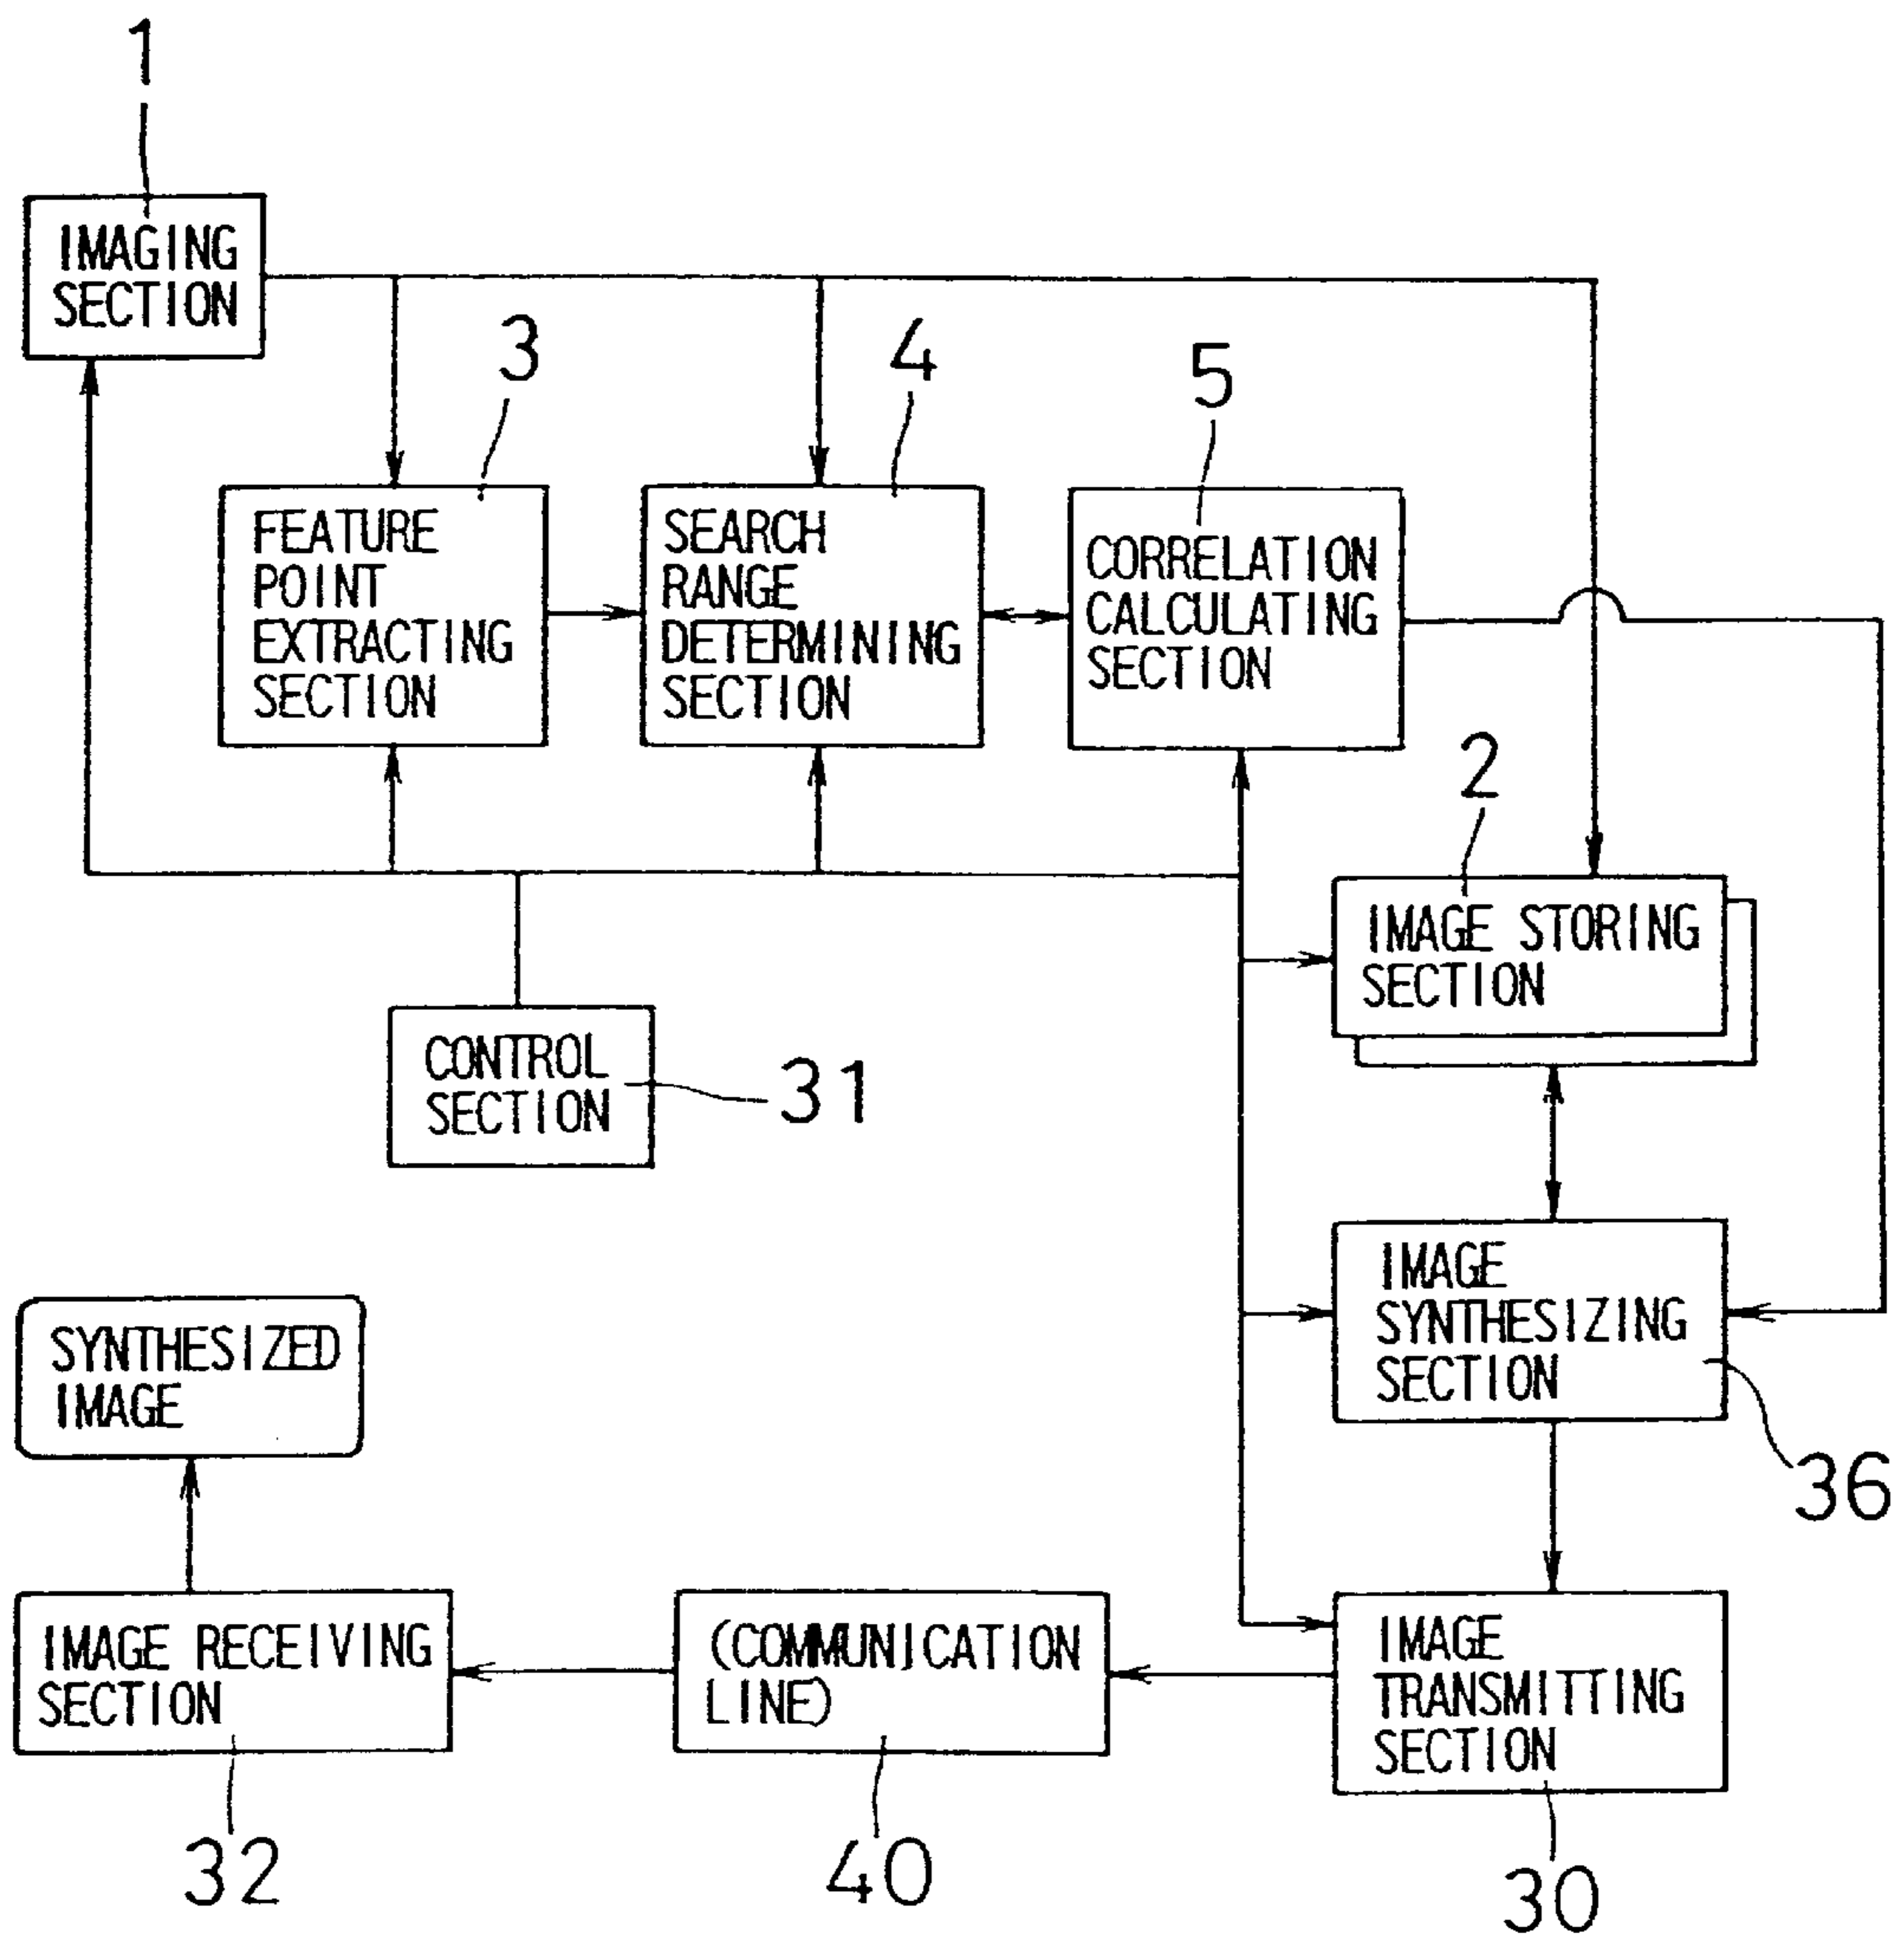 1
IMAGING
SECTION
3
4
5
FEATURE
POINT
EXTRACTING
SECTION
SEARCH
RANGE
DETERMINING
SECTION
CORRELATION
CALCULATING
SECTION
2
IMAGE STORING
SECTION
CONTROL
SECTION
31
IMAGE
SYNTHESIZING
SECTION
36
SYNTHESIZED
IMAGE
IMAGE RECEIVING
SECTION
32
(COMMUNICATION
LINE)
40
IMAGE
TRANSMITTING
SECTION
30